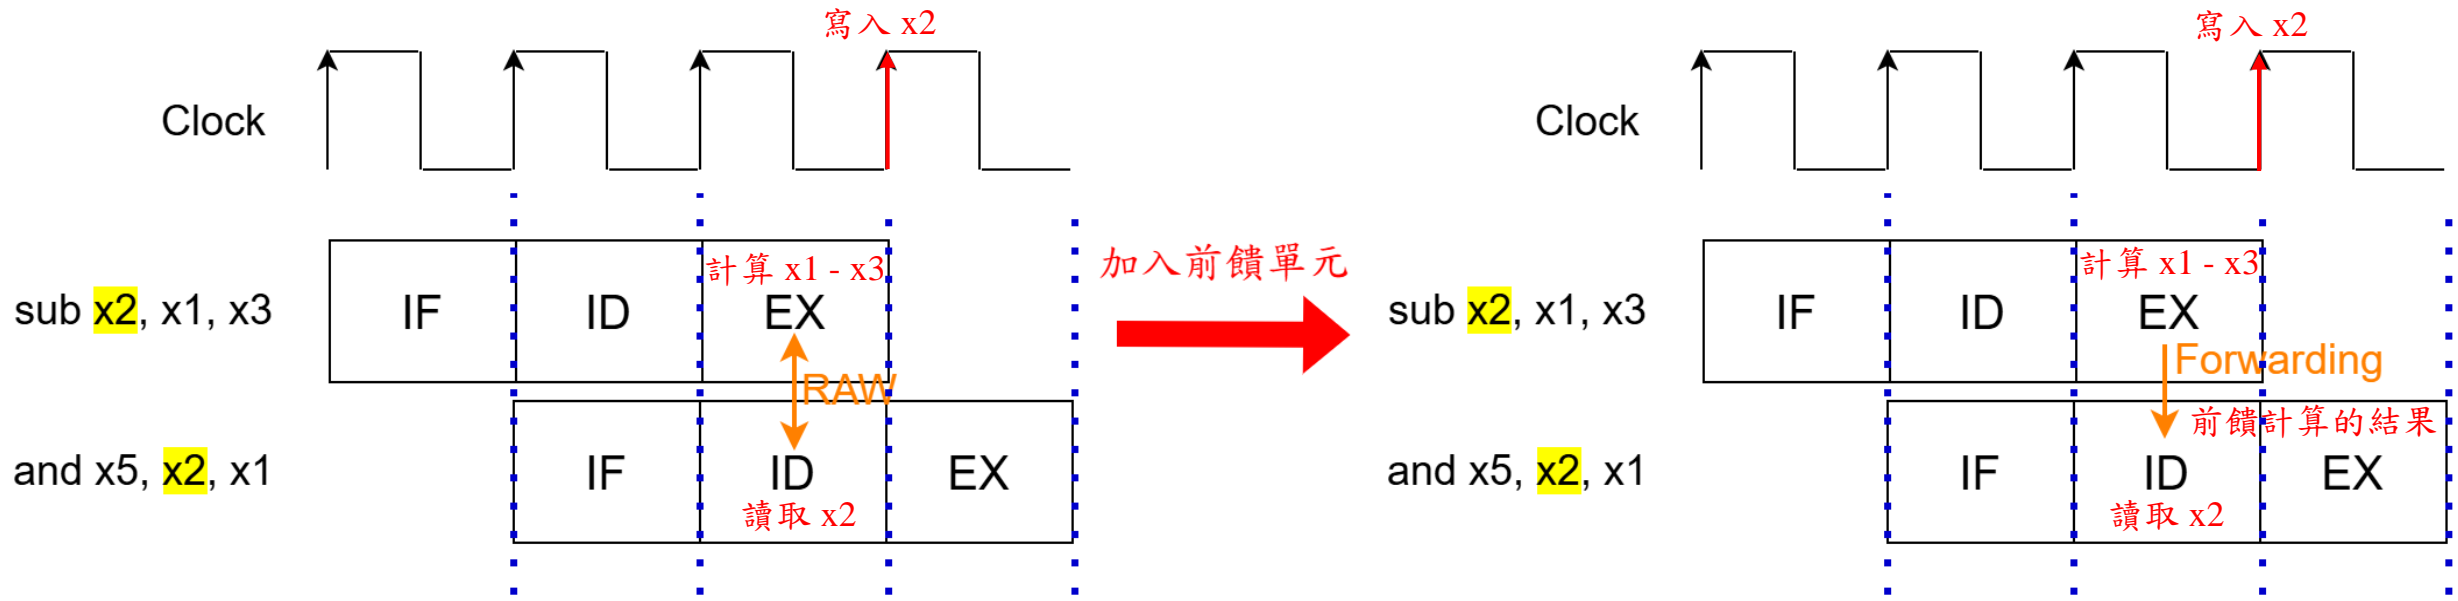 寫入 x2
Clock
sub x2, x1, x3
IF
ID
計算 x1 - x3
EX
RAW
and x5, x2, x1
IF
ID
讀取 x2
EX
加入前饋單元
寫入 x2
Clock
sub x2, x1, x3
IF
ID
計算 x1 - x3
EX
Forwarding
and x5, x2, x1
IF
ID
讀取 x2
前饋計算的結果
EX